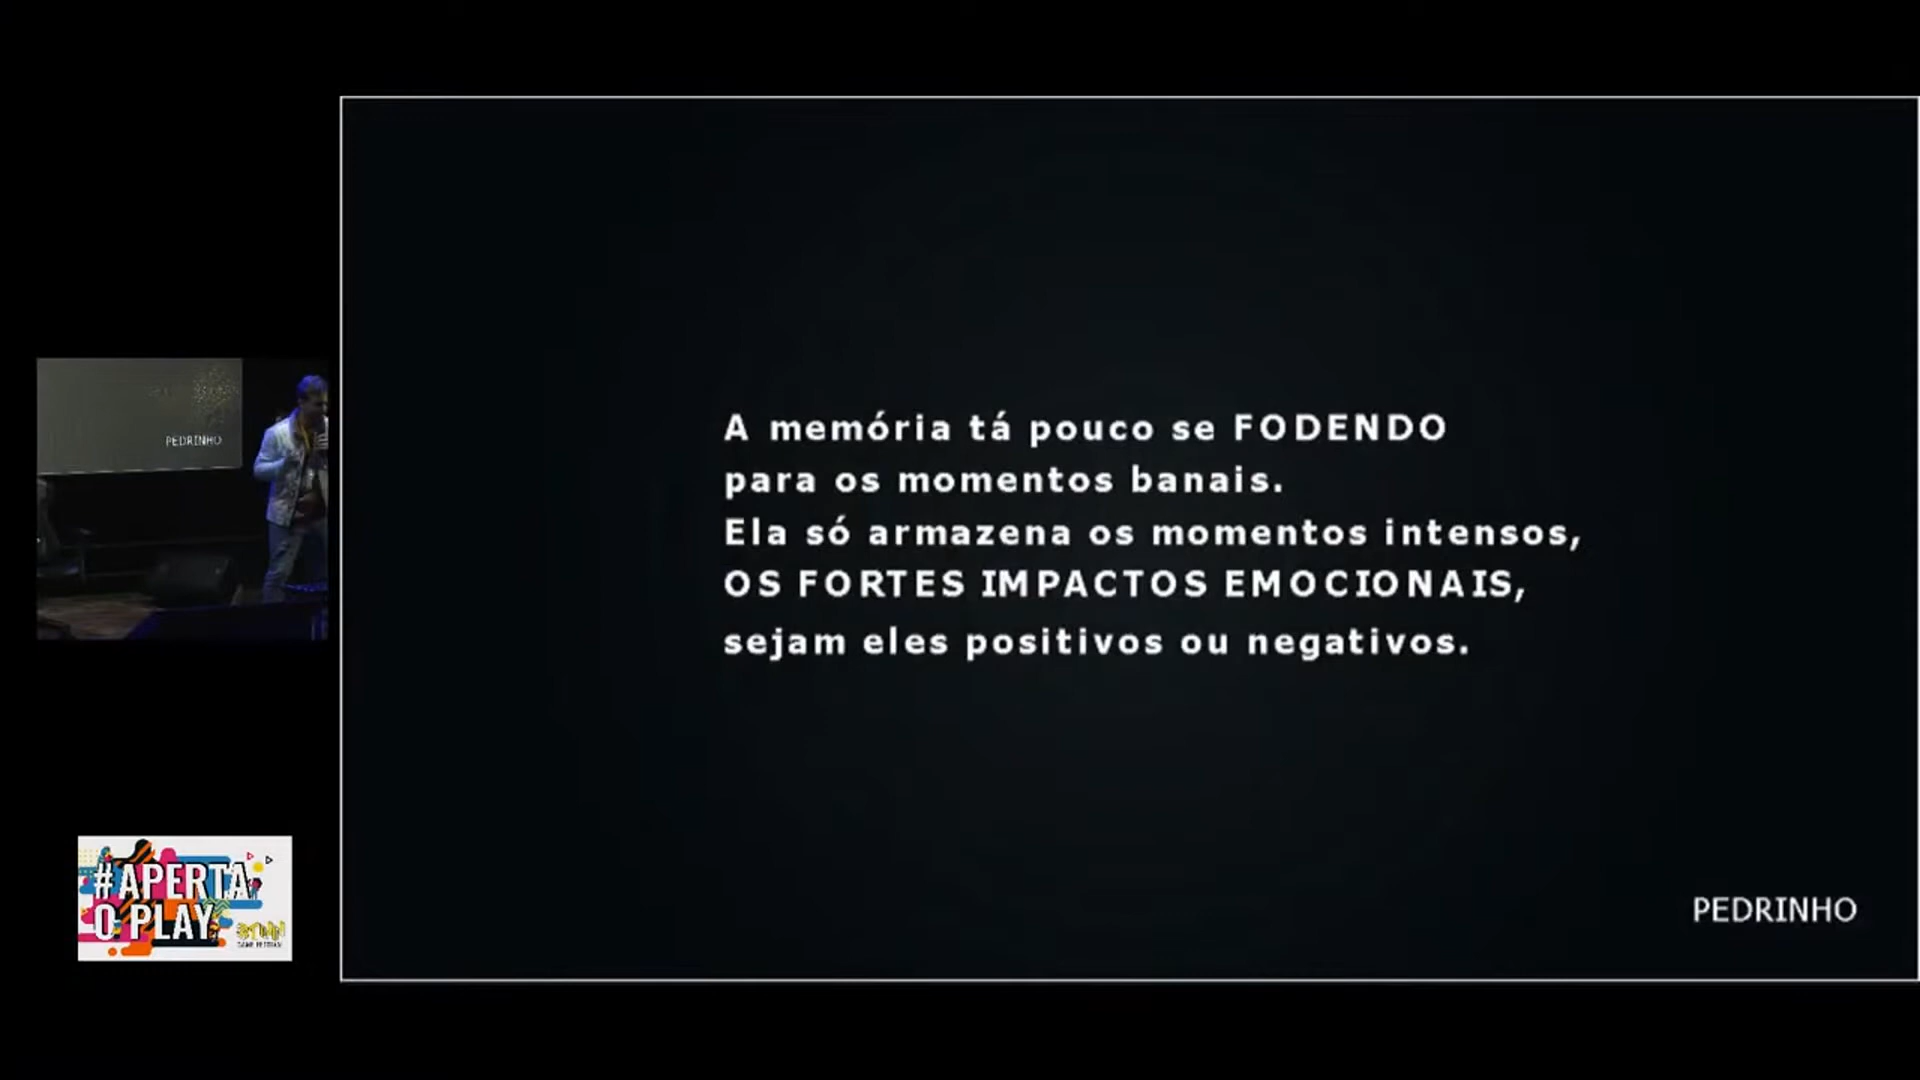 A memória tá pouco se FODENDO
para os momentos banais.
Ela só armazena os momentos intensos,
OS FORTES IMPACTOS EMOCIONAIS,
sejam eles positivos ou negativos.
PEDRINHO
PEDRINHO
#APERTA
O PLAY